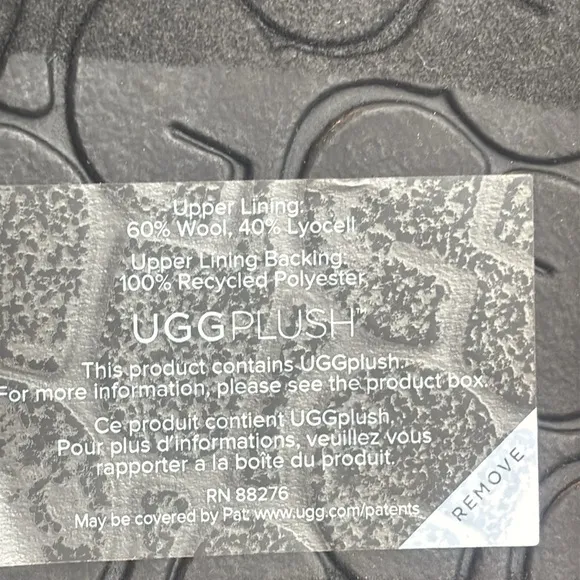 Upper Lining:
60% Wool, 40% Lyocell
Upper Lining Backing:
100% Recycled Polyester
UGGPLUSH™
This product contains UGGplush.
For more information, please see the product box.
Ce produit contient UGGplush.
Pour plus d'informations, veuillez vous
rapporter a la boîte du produit.
RN 88276
May be covered by Pat. www.ugg.com/patents
REMOVE